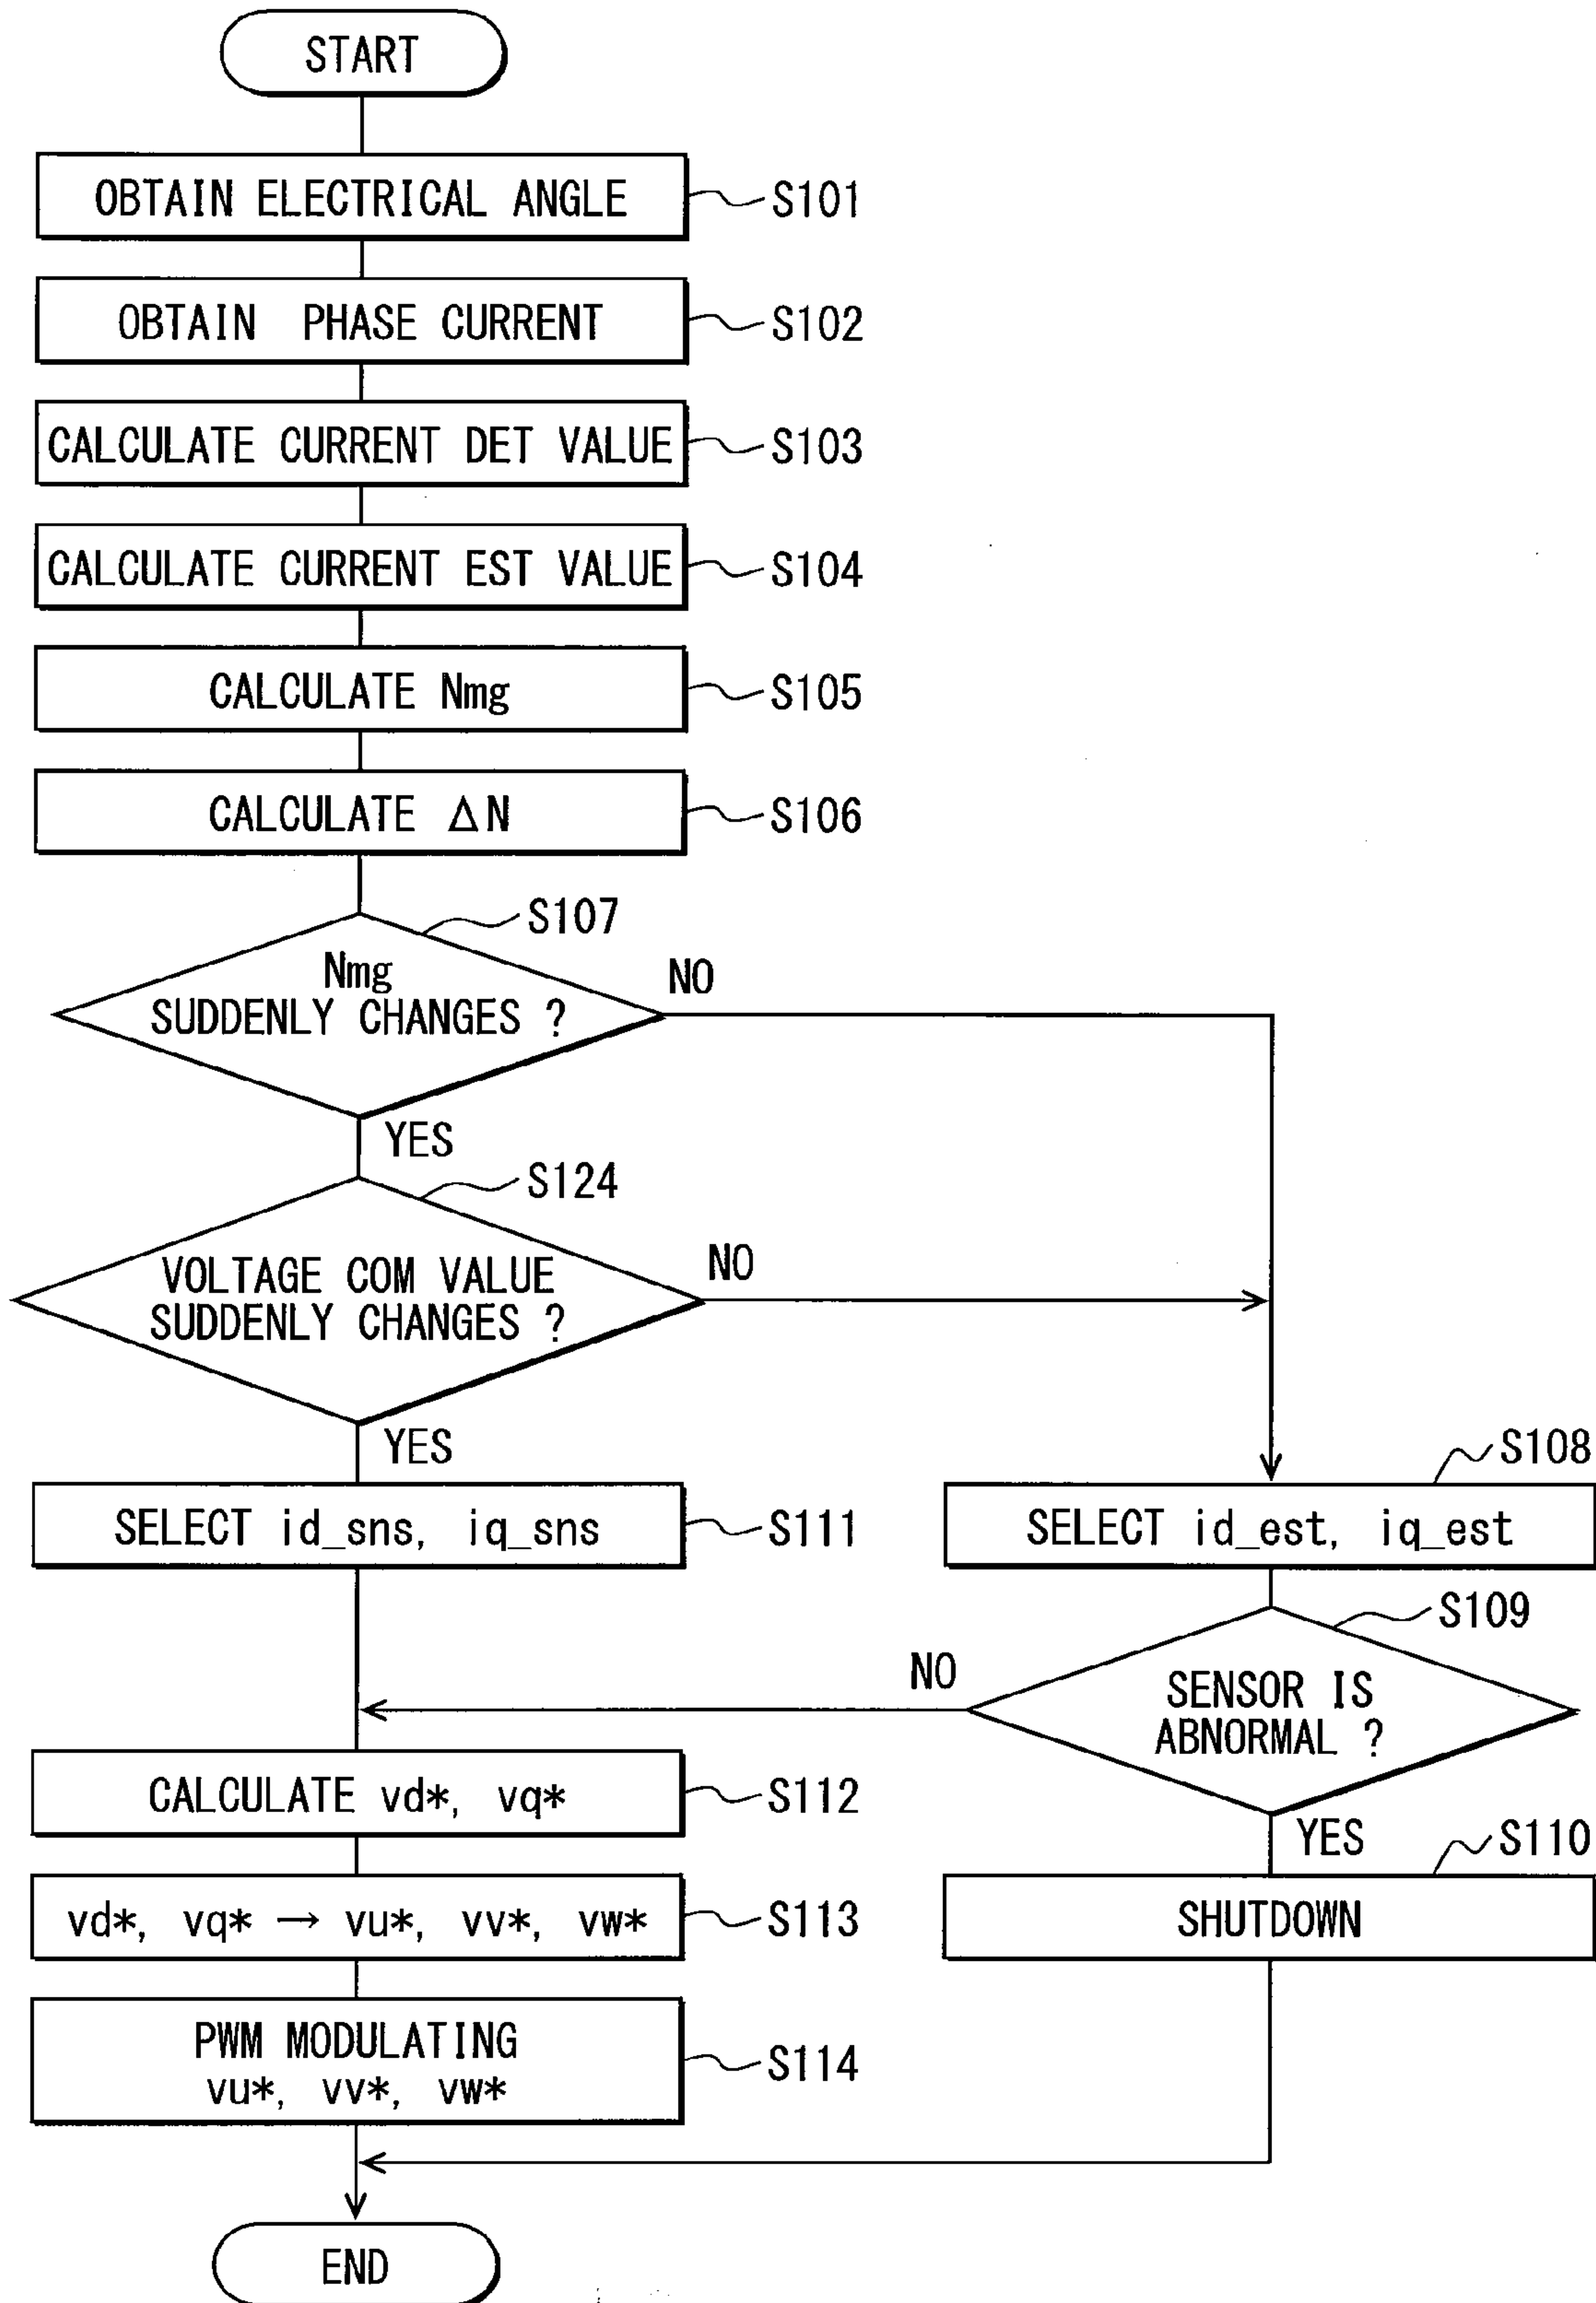 START
OBTAIN ELECTRICAL ANGLE
S101
OBTAIN PHASE CURRENT
S102
CALCULATE CURRENT DET VALUE
S103
CALCULATE CURRENT EST VALUE
S104
CALCULATE Nmg
S105
CALCULATE ΔN
S106
S107
Nmg
SUDDENLY CHANGES ?
NO
YES
S124
VOLTAGE COM VALUE
SUDDENLY CHANGES ?
NO
YES
S108
SELECT id_sns, iq_sns
S111
SELECT id_est, iq_est
S109
SENSOR IS
ABNORMAL ?
NO
YES
CALCULATE vd*, vq*
S112
S110
vd*, vq* → vu*, vv*, vw*
S113
SHUTDOWN
PWM MODULATING
vu*, vv*, vw*
S114
END